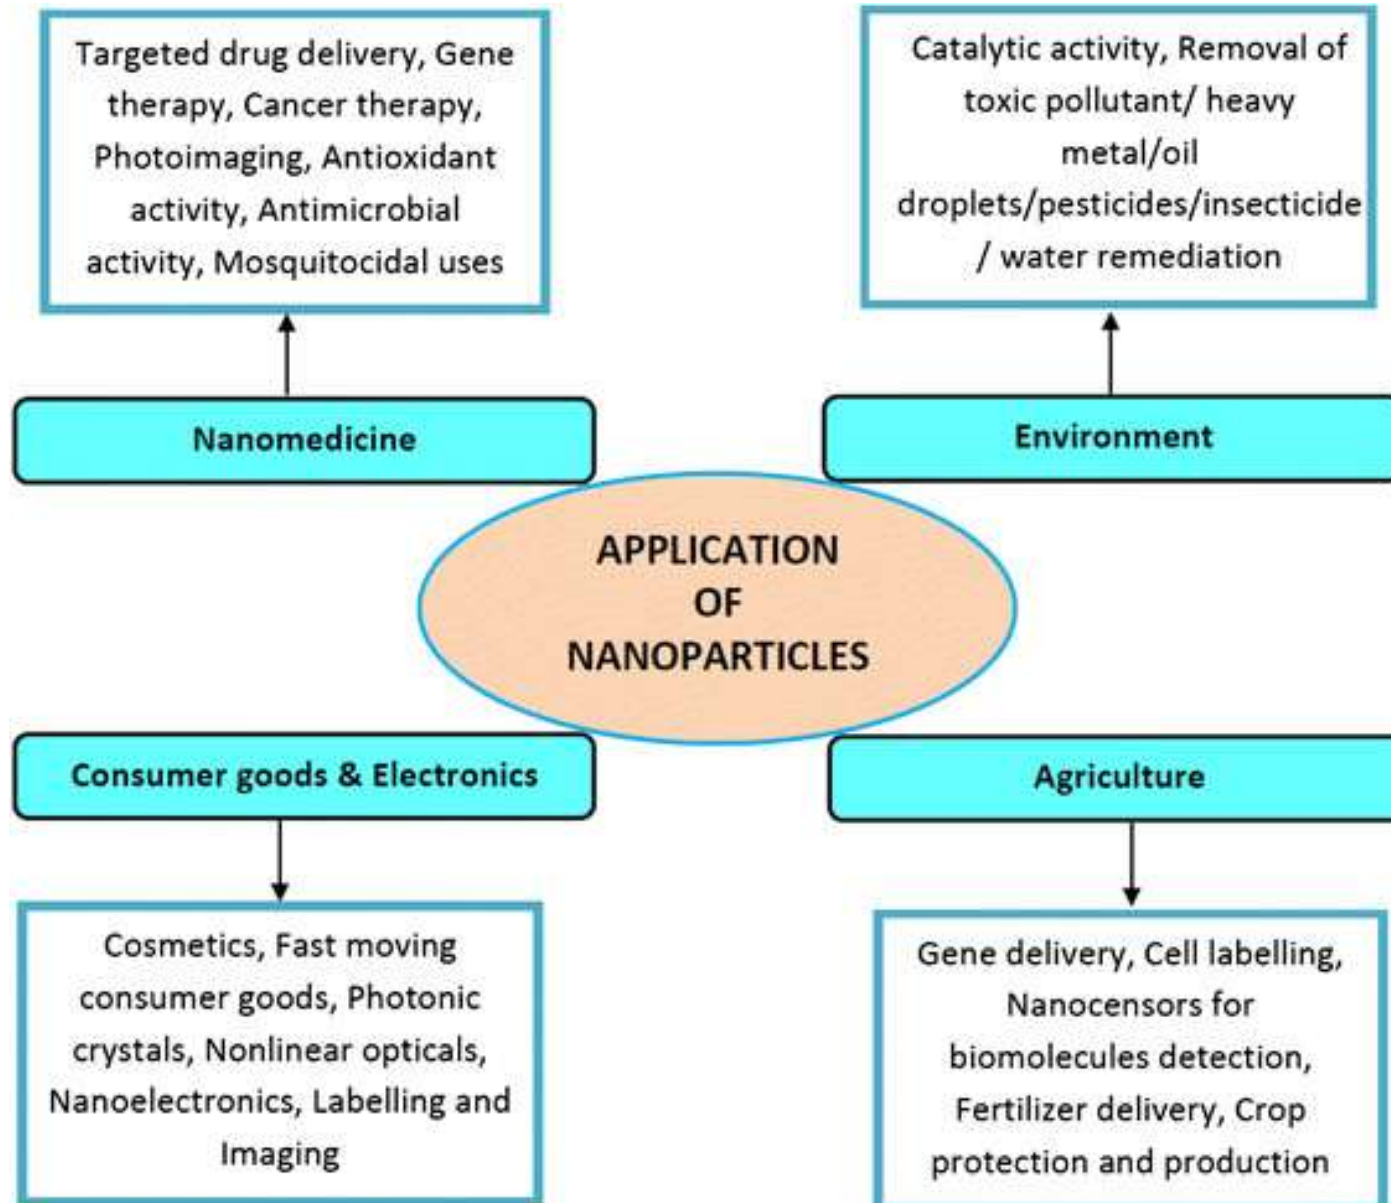 Targeted drug delivery, Gene
therapy, Cancer therapy,
Photoimaging, Antioxidant
activity, Antimicrobial
activity, Mosquitocidal uses
Catalytic activity, Removal of
toxic pollutant/ heavy
metal/oil
droplets/pesticides/insecticide
/ water remediation
Nanomedicine
Environment
APPLICATION
OF
NANOPARTICLES
Consumer goods & Electronics
Agriculture
Cosmetics, Fast moving
consumer goods, Photonic
crystals, Nonlinear opticals,
Nanoelectronics, Labelling and
Imaging
Gene delivery, Cell labelling,
Nanocensors for
biomolecules detection,
Fertilizer delivery, Crop
protection and production